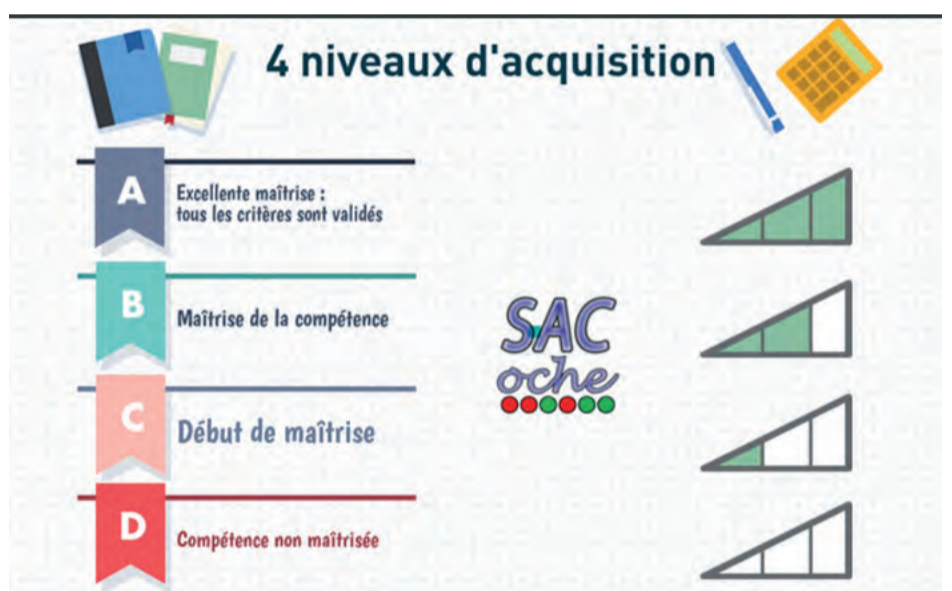 4 niveaux d'acquisition
A
Excellente maîtrise :
tous les critères sont validés
B
Maîtrise de la compétence
SAC
oche
C
Début de maîtrise
D
Compétence non maîtrisée